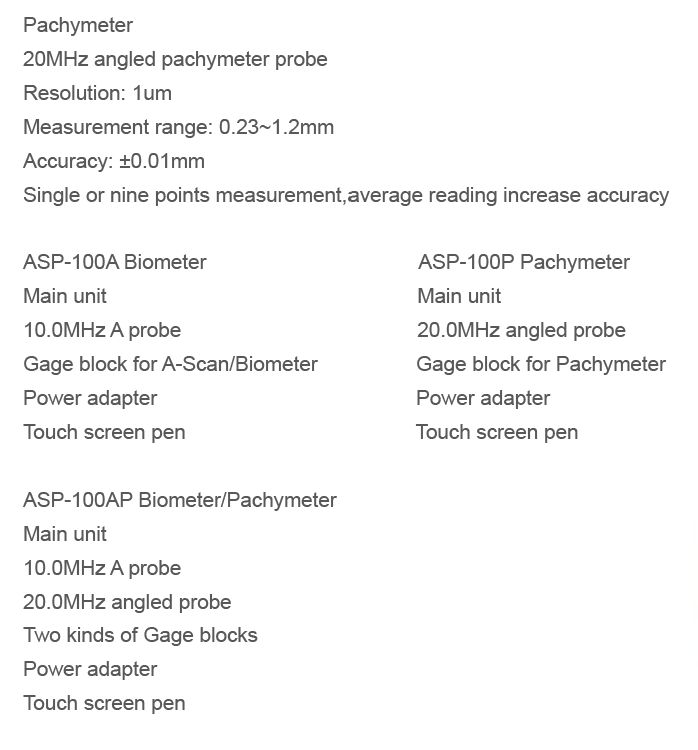 Pachymeter
20MHz angled pachymeter probe
Resolution: 1um
Measurement range: 0.23~1.2mm
Accuracy: ±0.01mm
Single or nine points measurement,average reading increase accuracy
ASP-100A Biometer
Main unit
10.0MHz A probe
Gage block for A-Scan/Biometer
Power adapter
Touch screen pen
ASP-100P Pachymeter
Main unit
20.0MHz angled probe
Gage block for Pachymeter
Power adapter
Touch screen pen
ASP-100AP Biometer/Pachymeter
Main unit
10.0MHz A probe
20.0MHz angled probe
Two kinds of Gage blocks
Power adapter
Touch screen pen